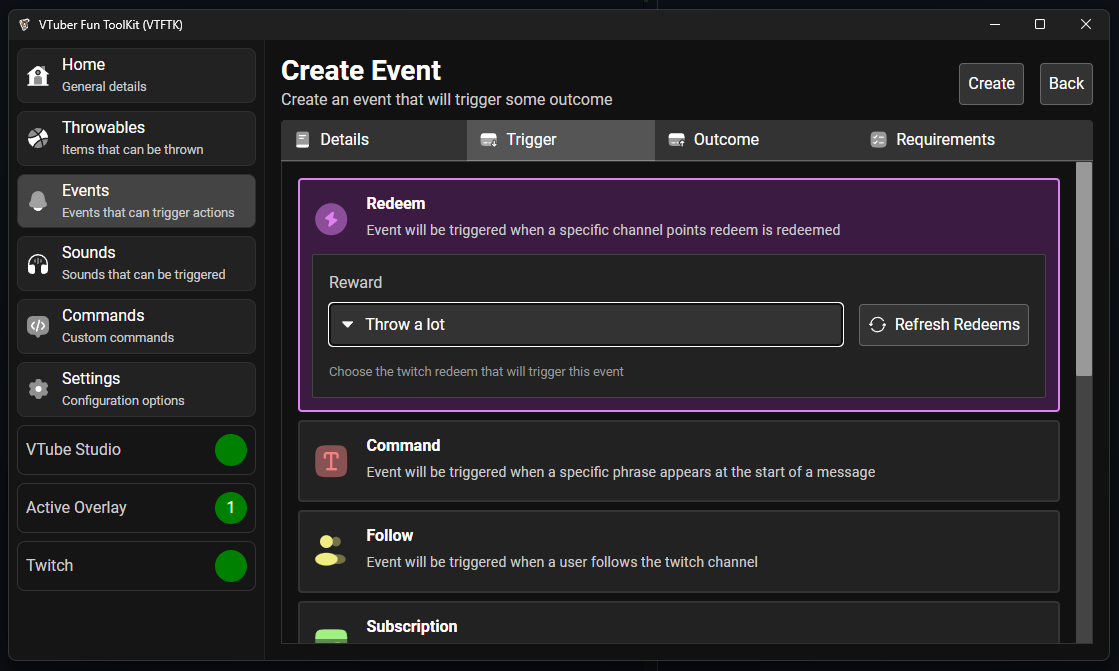 VTuber Fun ToolKit (VTFTK)
Home
General details
Throwables
Items that can be thrown
Events
Events that can trigger actions
Sounds
Sounds that can be triggered
Commands
Custom commands
Settings
Configuration options
VTube Studio
Active Overlay 1
Twitch
Create Event
Create an event that will trigger some outcome
Create Back
Details Trigger Outcome Requirements
Redeem
Event will be triggered when a specific channel points redeem is redeemed
Reward
Throw a lot Refresh Redeems
Choose the twitch redeem that will trigger this event
Command
Event will be triggered when a specific phrase appears at the start of a message
Follow
Event will be triggered when a user follows the twitch channel
Subscription